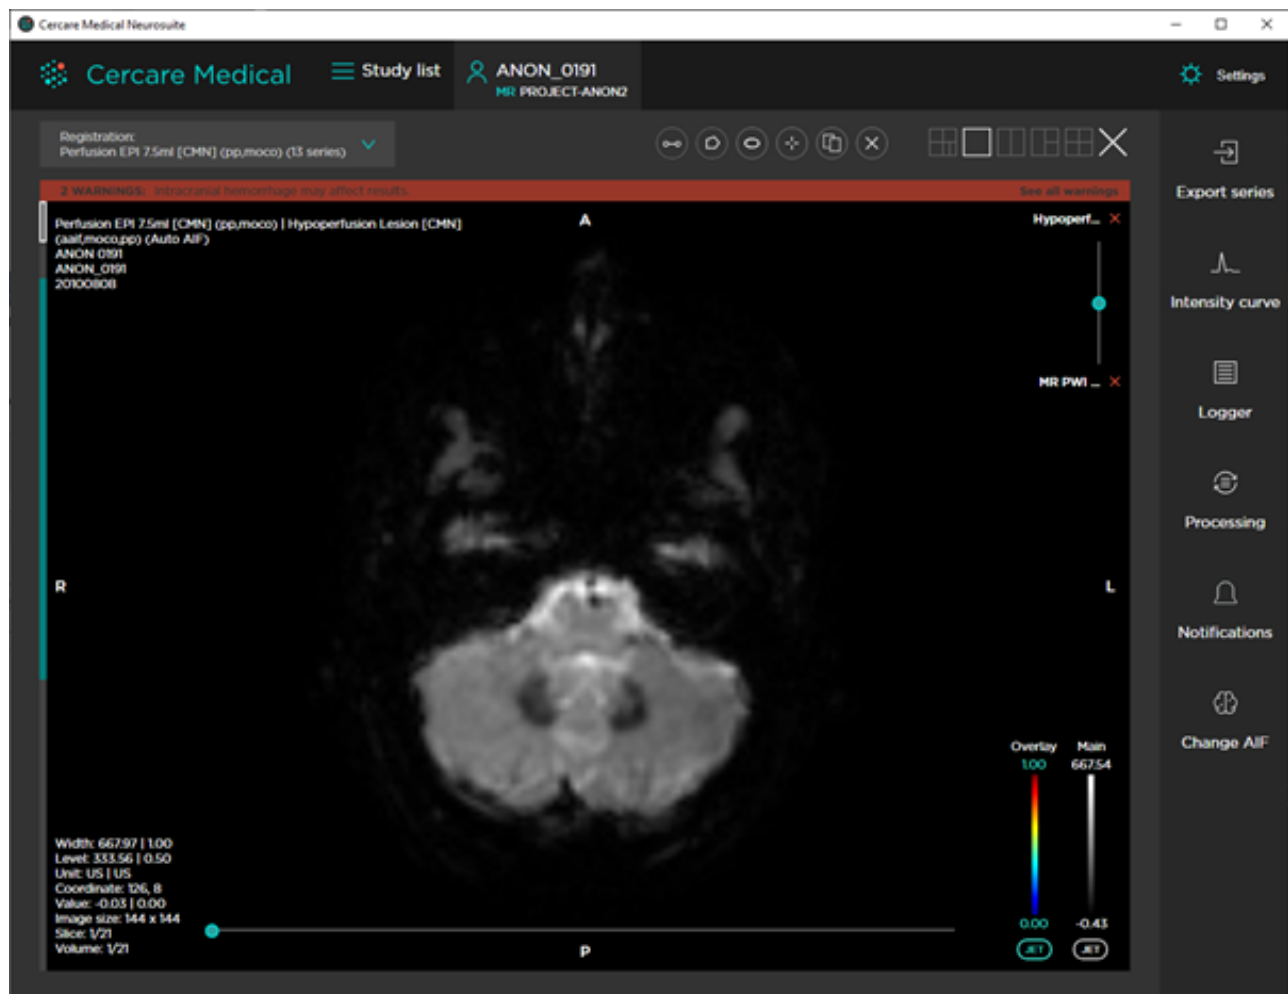 Cercare Medical Neurosuite
Cercare Medical
Study list
ANON_0191
MR PROJECT-ANON2
Settings
Registration:
Perfusion EPI 7.5ml [CMN] (pp,moco) (13 series)
2 WARNINGS: Intracranial hemorrhage may affect results.
See all warnings
Perfusion EPI 7.5ml [CMN] (pp,moco) | Hypoperfusion Lesion [CMN]
(aaif,moco,pp) (Auto AIF)
ANON 0191
ANON_0191
20100808
A
Hypoperf...
MR PWI ...
R
L
Export series
Intensity curve
Logger
Processing
Notifications
Change AIF
Overlay
Main
1.00
667.54
0.00
-0.43
JET
JET
Width: 667.97 | 1.00
Level: 333.56 | 0.50
Unit: US | US
Coordinate: 126, 8
Value: -0.03 | 0.00
Image size: 144 x 144
Slice: 1/21
Volume: 1/21
P